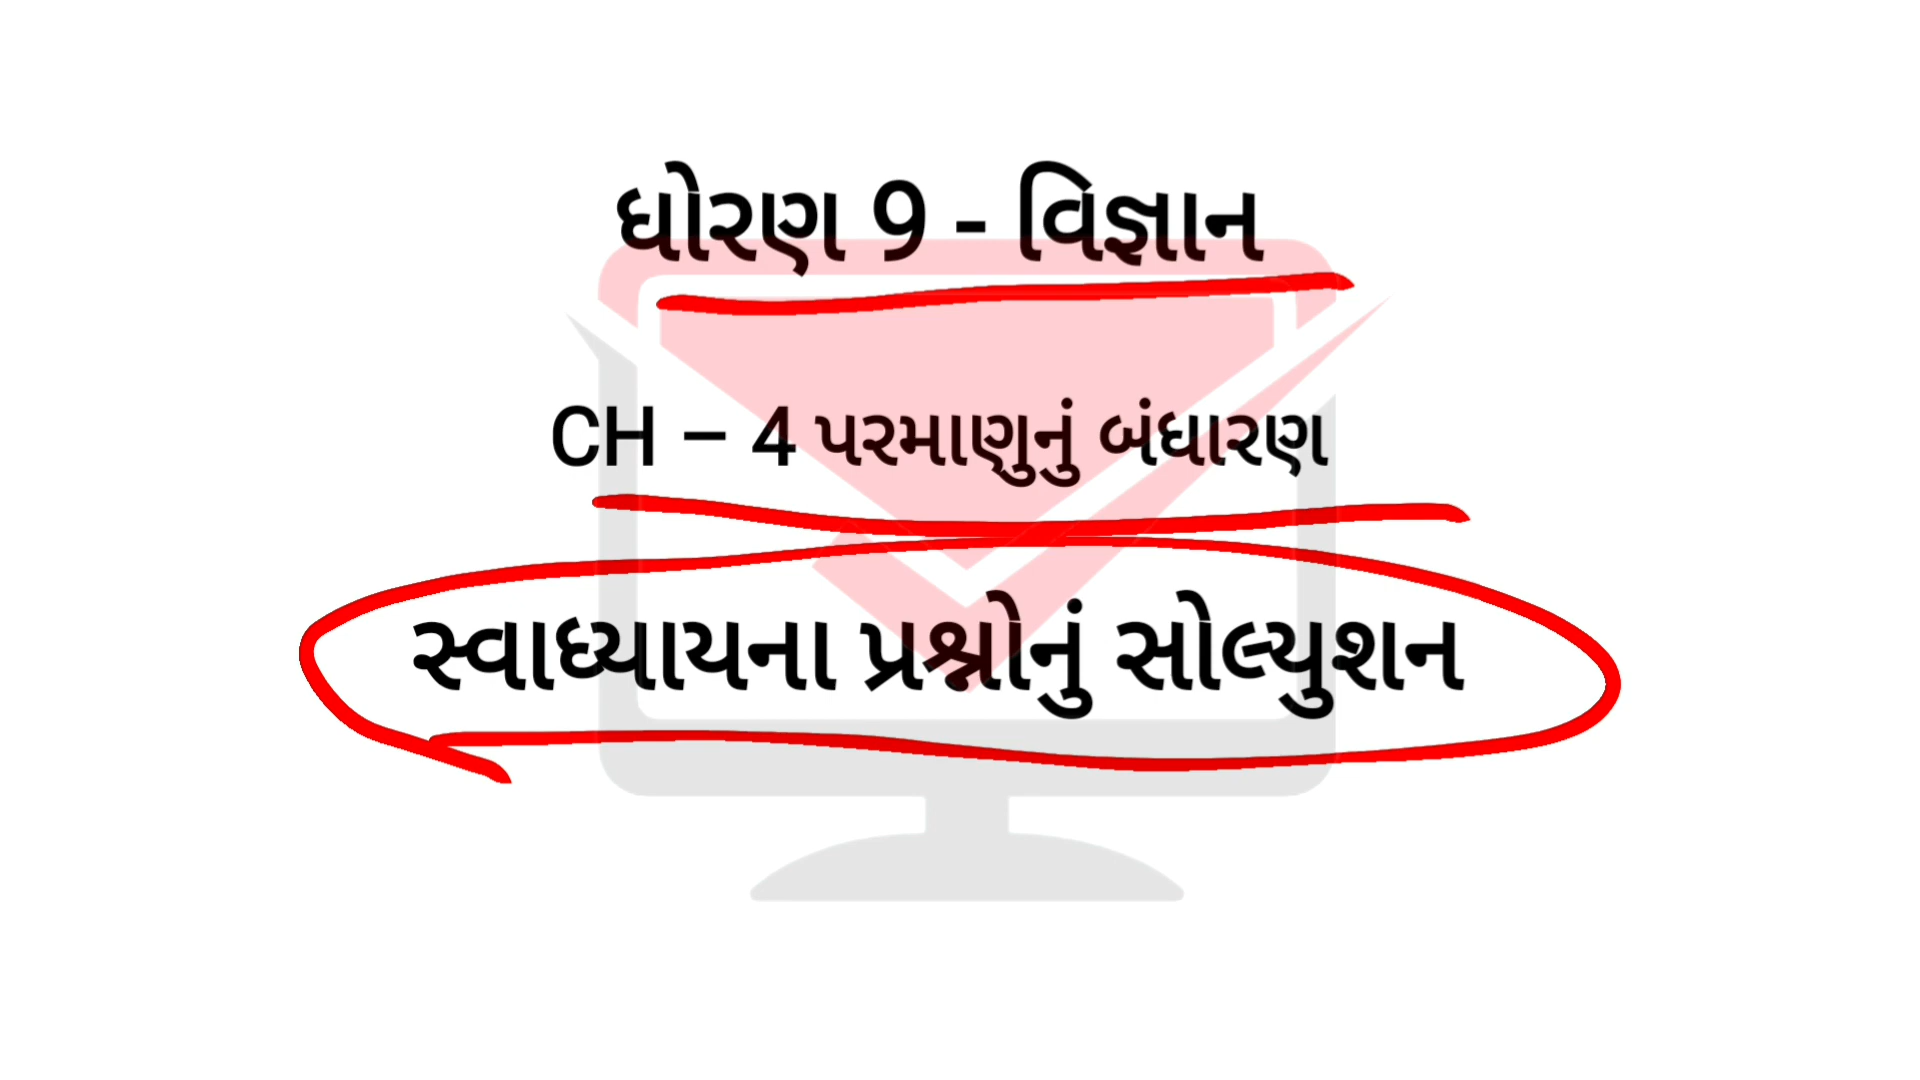 ધોરણ 9 - વિજ્ઞાન
CH – 4 પરમાણુનું બંધારણ
સ્વાધ્યાયના પ્રશ્નોનું સોલ્યુશન